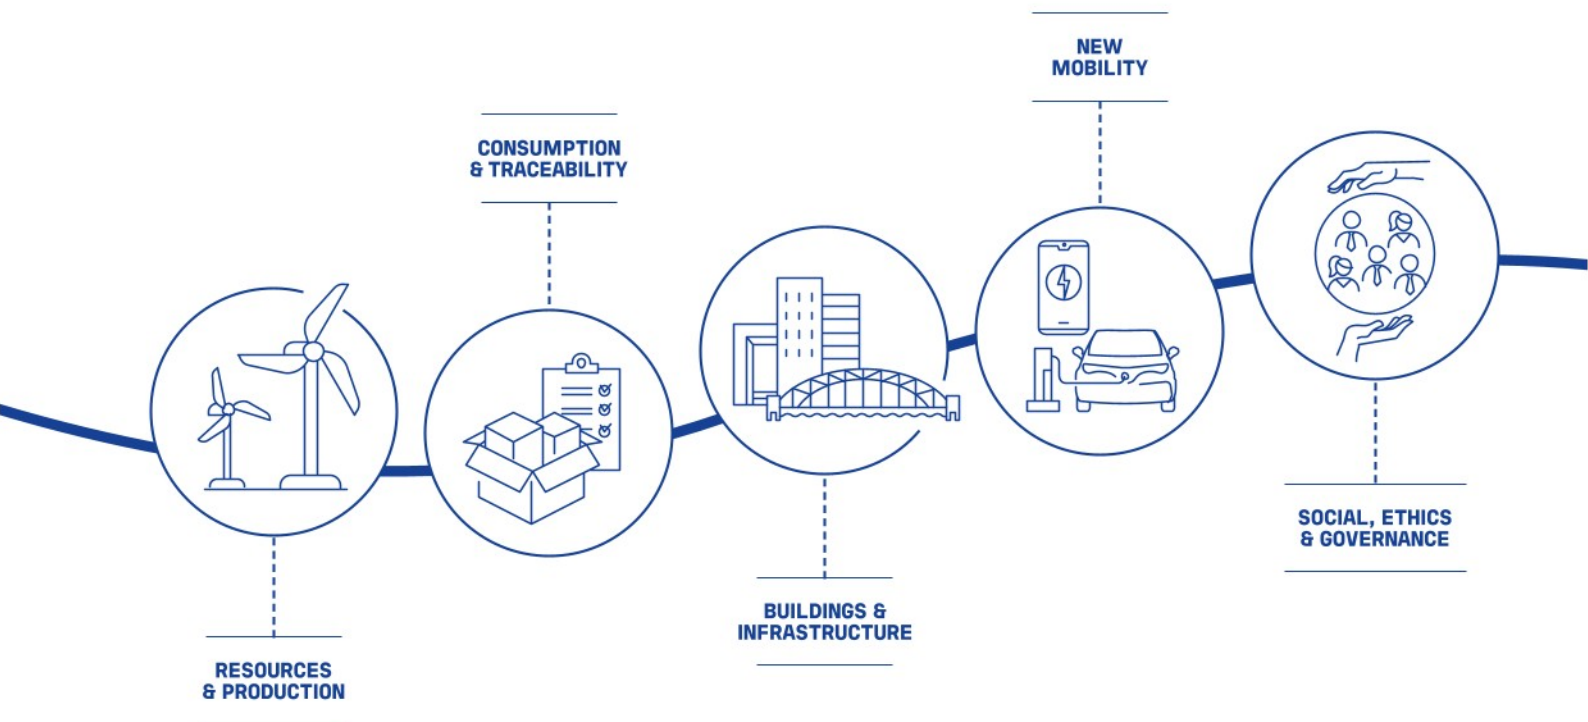 RESOURCES
& PRODUCTION
CONSUMPTION
& TRACEABILITY
BUILDINGS &
INFRASTRUCTURE
NEW
MOBILITY
SOCIAL, ETHICS
& GOVERNANCE